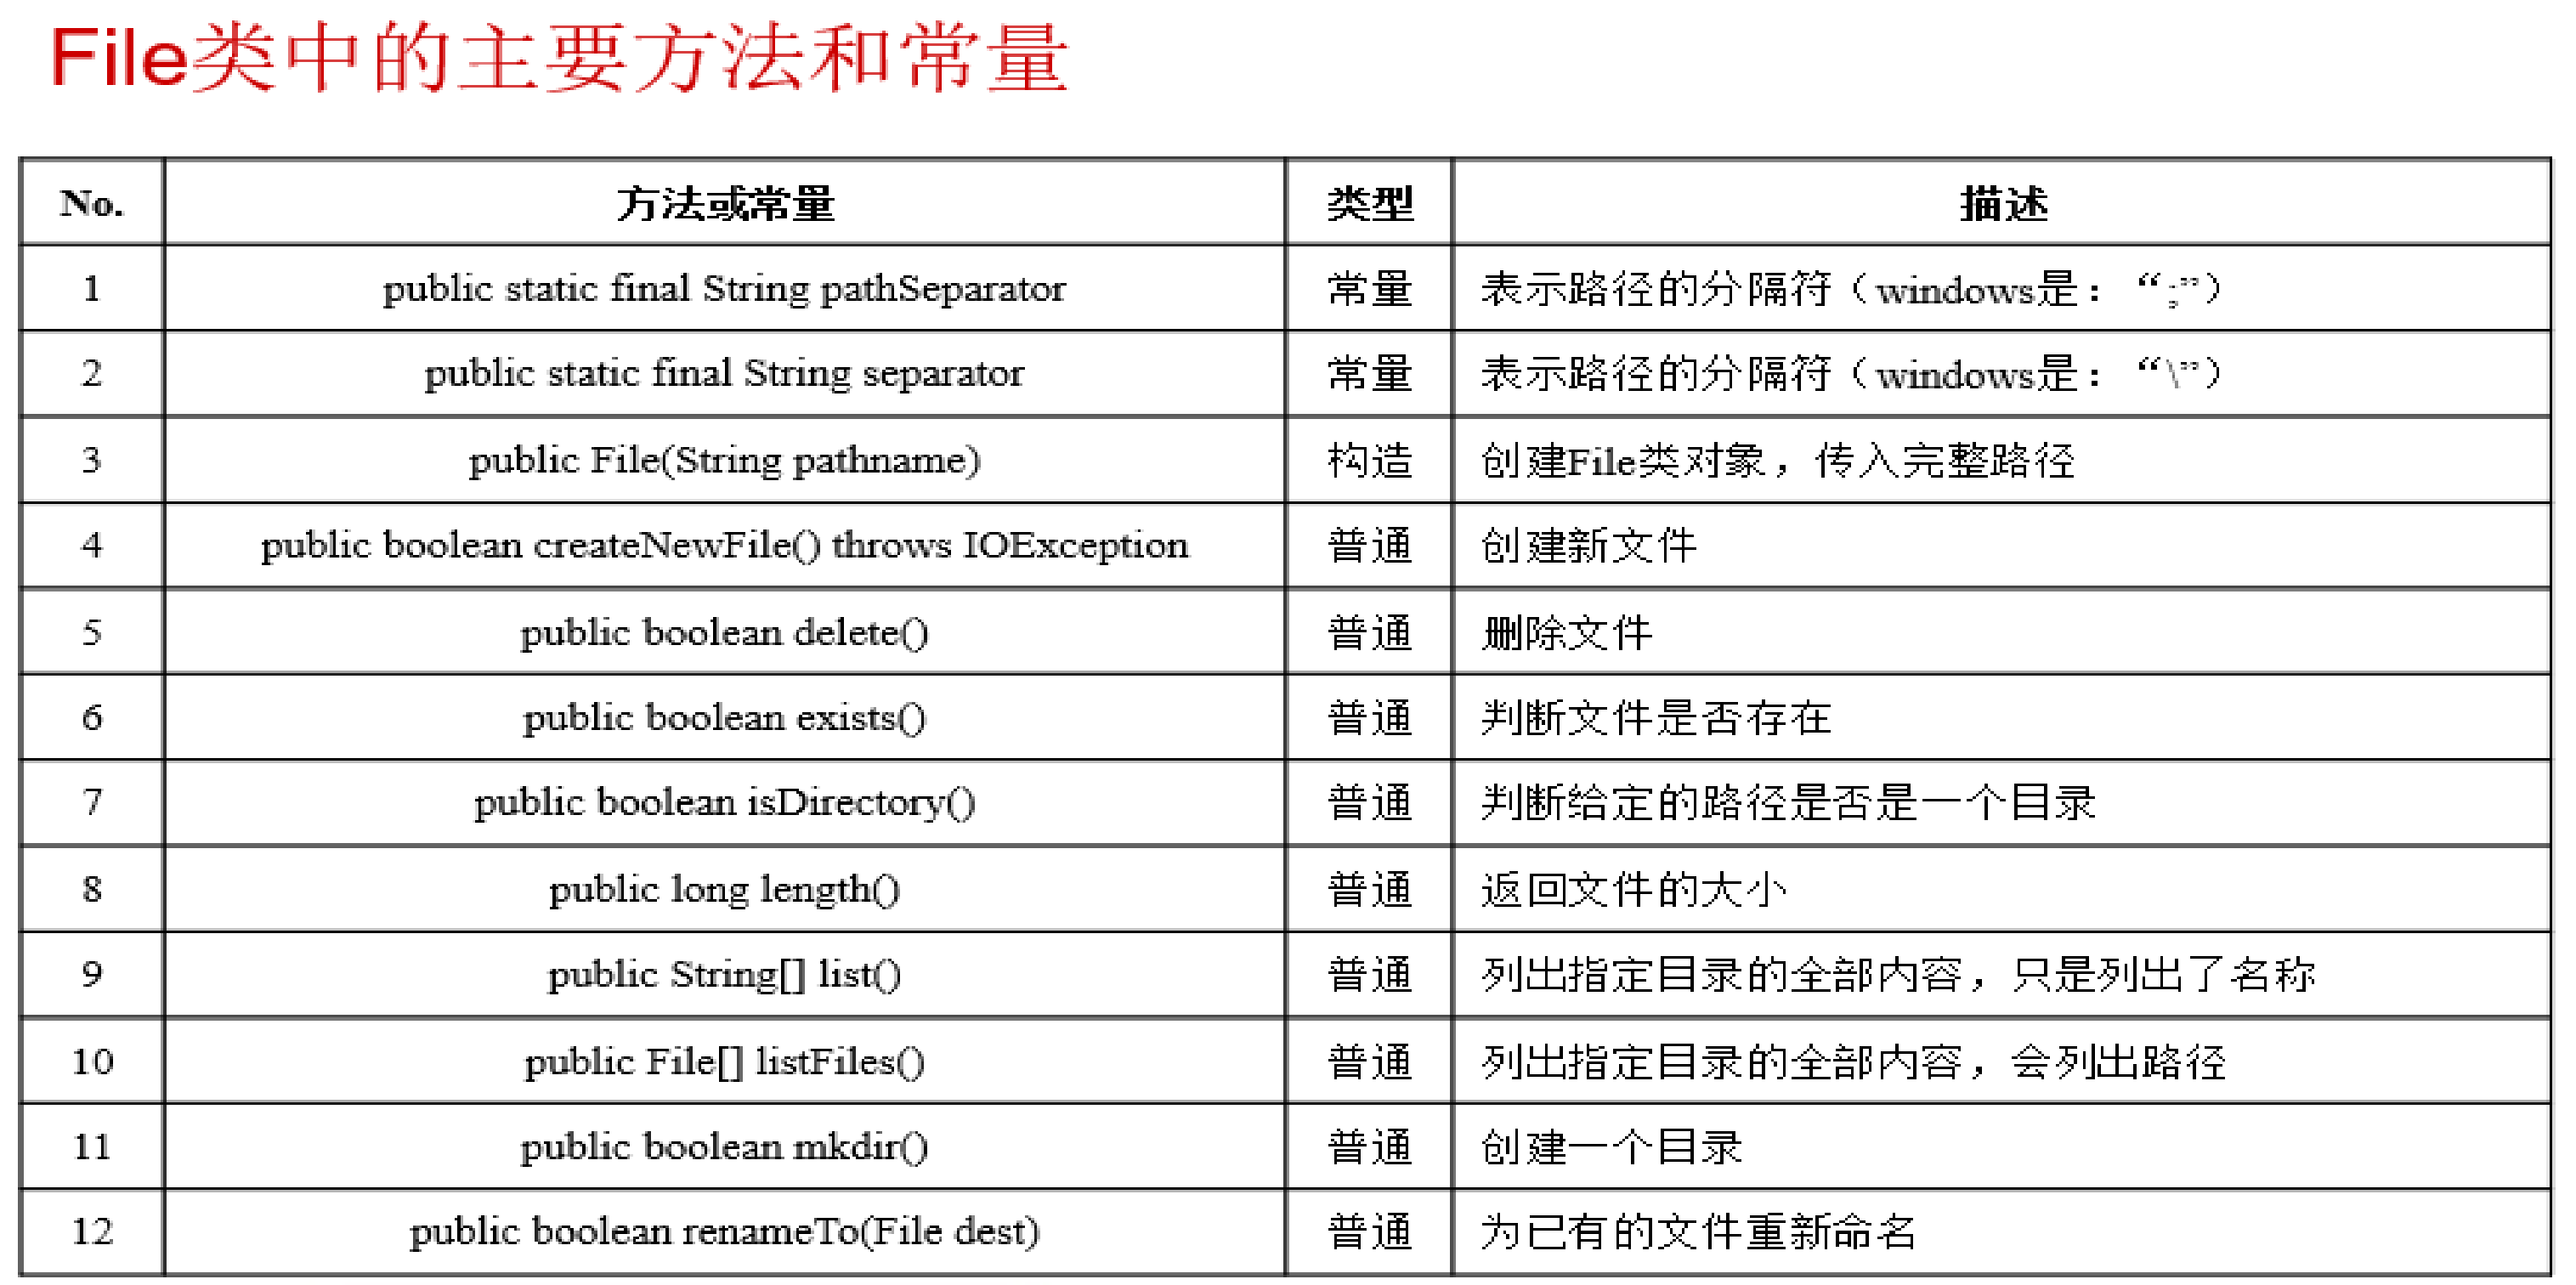 File类中的主要方法和常量
No. 方法或常量 类型 描述
1 public static final String pathSeparator 常量 表示路径的分隔符（windows是：“;”）
2 public static final String separator 常量 表示路径的分隔符（windows是：“\”）
3 public File(String pathname) 构造 创建File类对象，传入完整路径
4 public boolean createNewFile() throws IOException 普通 创建新文件
5 public boolean delete() 普通 删除文件
6 public boolean exists() 普通 判断文件是否存在
7 public boolean isDirectory() 普通 判断给定的路径是否是一个目录
8 public long length() 普通 返回文件的大小
9 public String[] list() 普通 列出指定目录的全部内容，只是列出了名称
10 public File[] listFiles() 普通 列出指定目录的全部内容，会列出路径
11 public boolean mkdir() 普通 创建一个目录
12 public boolean renameTo(File dest) 普通 为已有的文件重新命名